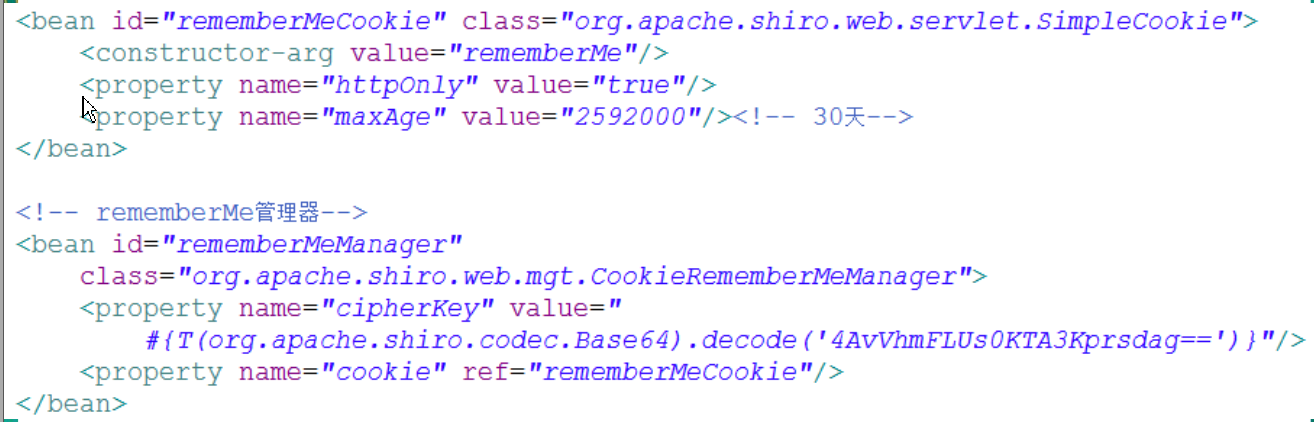 <bean id="rememberMeCookie" class="org.apache.shiro.web.servlet.SimpleCookie">
    <constructor-arg value="rememberMe"/>
    <property name="httpOnly" value="true"/>
    <property name="maxAge" value="2592000"/><!-- 30天-->
</bean>
<!-- rememberMe管理器-->
<bean id="rememberMeManager"
    class="org.apache.shiro.web.mgt.CookieRememberMeManager">
    <property name="cipherKey" value="
        #{T(org.apache.shiro.codec.Base64).decode('4AvVhmFLUs0KTA3Kprsdag==')}"/>
    <property name="cookie" ref="rememberMeCookie"/>
</bean>